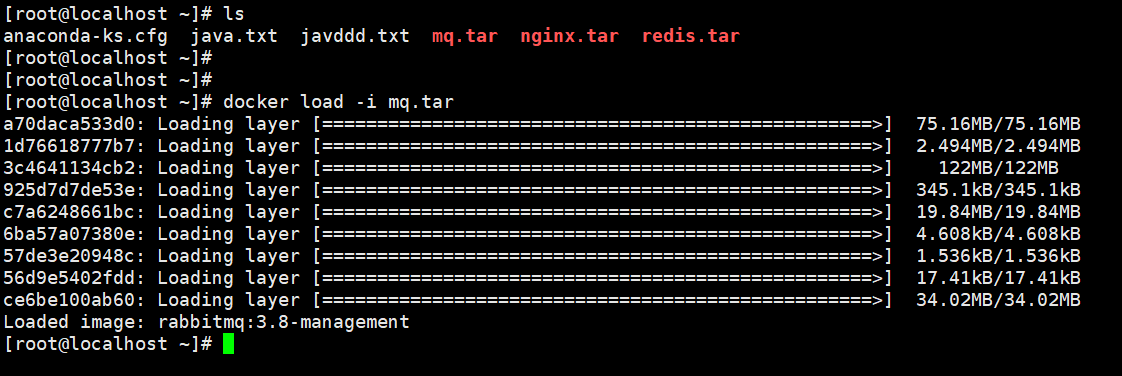 [root@localhost ~]# ls
anaconda-ks.cfg  java.txt  javddd.txt  mq.tar  nginx.tar  redis.tar
[root@localhost ~]#
[root@localhost ~]#
[root@localhost ~]# docker load -i mq.tar
a70daca533d0: Loading layer [==================================================>]  75.16MB/75.16MB
1d76618777b7: Loading layer [==================================================>]  2.494MB/2.494MB
3c4641134cb2: Loading layer [==================================================>]    122MB/122MB
925d7d7de53e: Loading layer [==================================================>]  345.1kB/345.1kB
c7a6248661bc: Loading layer [==================================================>]  19.84MB/19.84MB
6ba57a07380e: Loading layer [==================================================>]  4.608kB/4.608kB
57de3e20948c: Loading layer [==================================================>]  1.536kB/1.536kB
56d9e5402fdd: Loading layer [==================================================>]  17.41kB/17.41kB
ce6be100ab60: Loading layer [==================================================>]  34.02MB/34.02MB
Loaded image: rabbitmq:3.8-management
[root@localhost ~]#